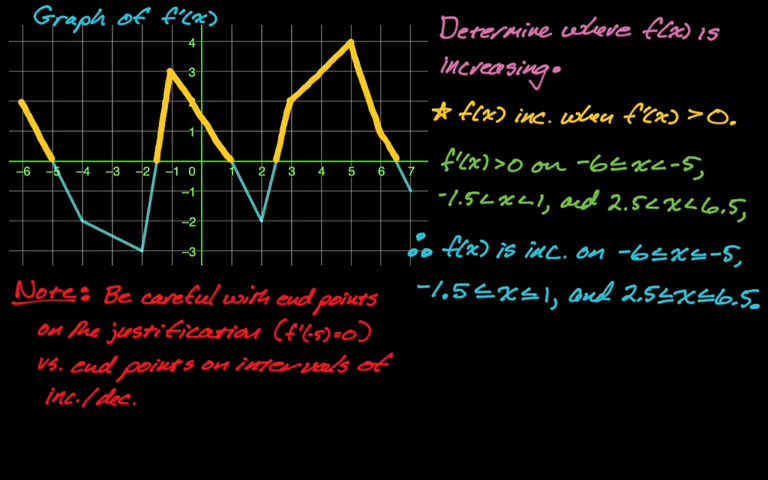 Graph of f'(x)
4
3
1
-6 -5 -4 -3 -2 -1 0 1 2 3 4 5 6 7
-1
-2
-3
Determine where f(x) is
increasing.
☆ f(x) inc. when f'(x) > 0.
f'(x)>0 on -6≤x<-5,
-1.5<x<1, and 2.5<x<6.5,
∴ f(x) is inc. on -6≤x≤-5,
-1.5≤x≤1, and 2.5≤x≤6.5.
Note: Be careful with end points
on the justification (f'(-5)=0)
vs. end points on intervals of
inc./dec.